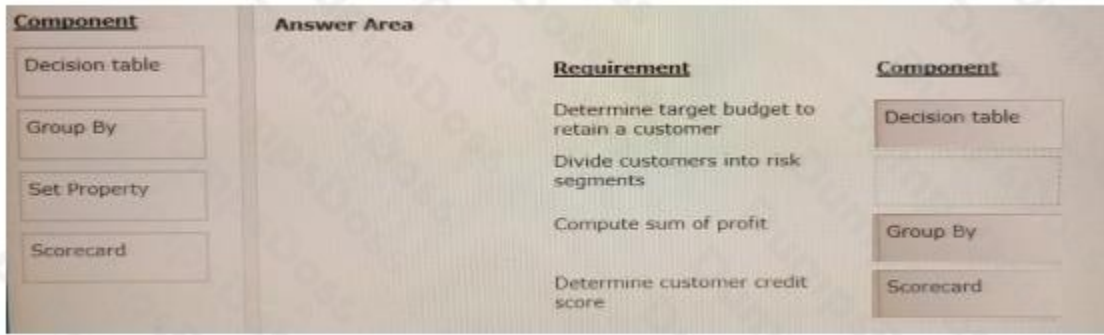 Component
Decision table
Group By
Set Property
Scorecard
Answer Area
Requirement
Component
Determine target budget to
retain a customer
Decision table
Divide customers into risk
segments
Compute sum of profit
Group By
Determine customer credit
score
Scorecard